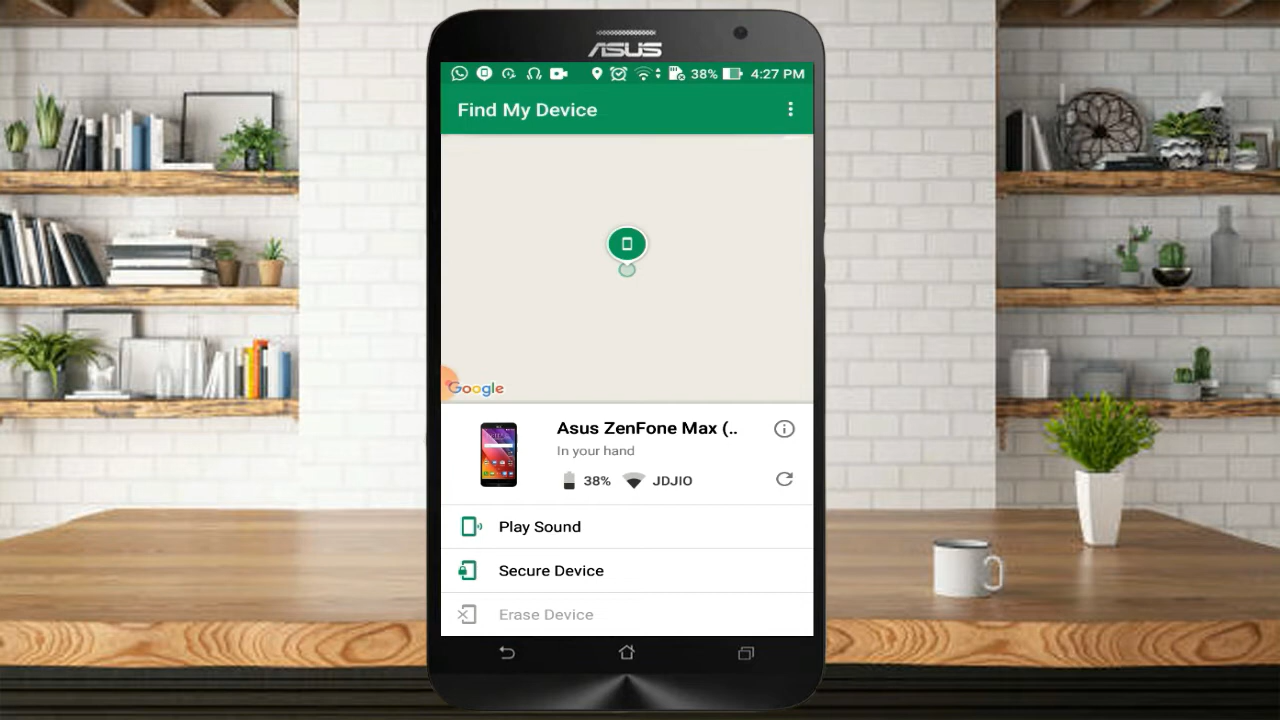 ASUS
38% 4:27 PM
Find My Device
Google
Asus ZenFone Max (..
In your hand
38% JDJIO
Play Sound
Secure Device
Erase Device